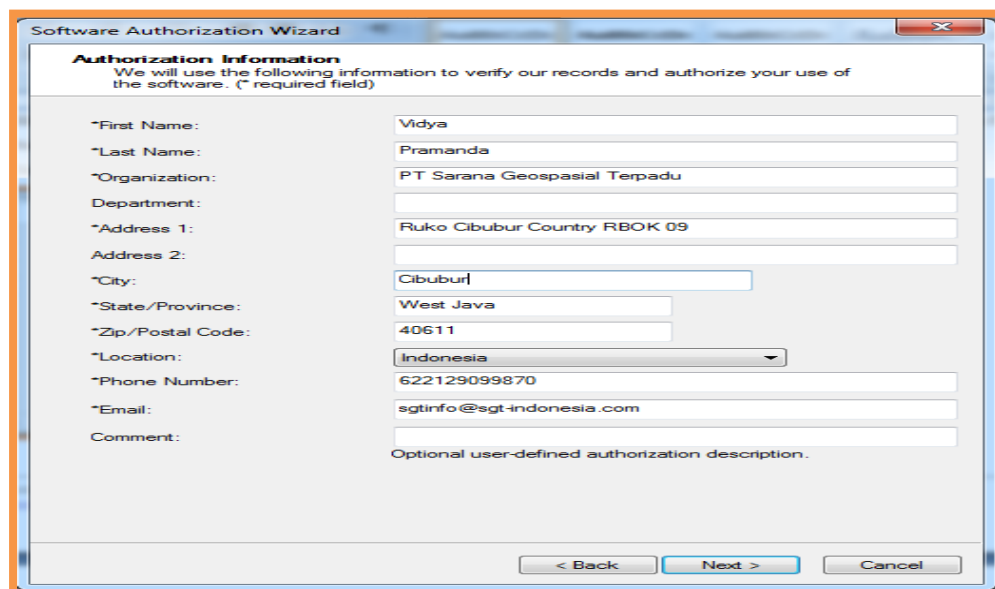 Software Authorization Wizard
Authorization Information
We will use the following information to verify our records and authorize your use of
the software. (* required field)
*First Name: Vidya
*Last Name: Pramanda
*Organization: PT Sarana Geospasial Terpadu
Department:
*Address 1: Ruko Cibubur Country RBOK 09
Address 2:
*City: Cibubur
*State/Province: West Java
*Zip/Postal Code: 40611
*Location: Indonesia
*Phone Number: 622129099870
*Email: sgtinfo@sgt-indonesia.com
Comment:
Optional user-defined authorization description.
< Back Next > Cancel